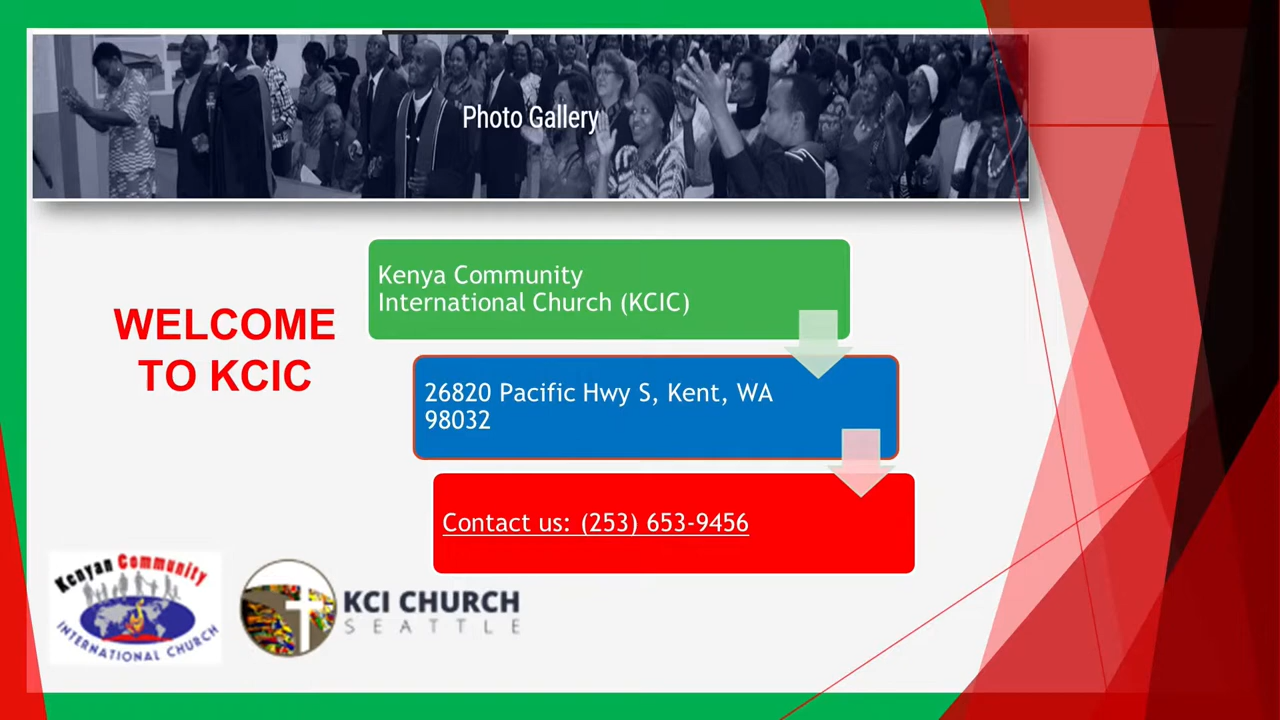 Photo Gallery
WELCOME
TO KCIC
Kenya Community
International Church (KCIC)
26820 Pacific Hwy S, Kent, WA
98032
Contact us: (253) 653-9456
Kenyan Community
INTERNATIONAL CHURCH
KCI CHURCH
SEATTLE